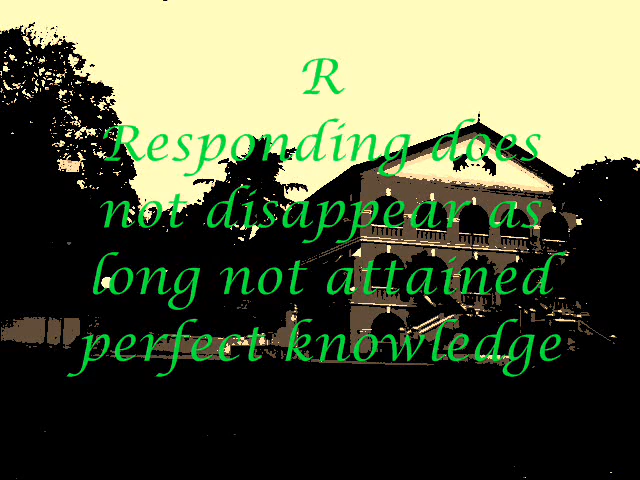 R
Responding does
not disappear as
long not attained
perfect knowledge